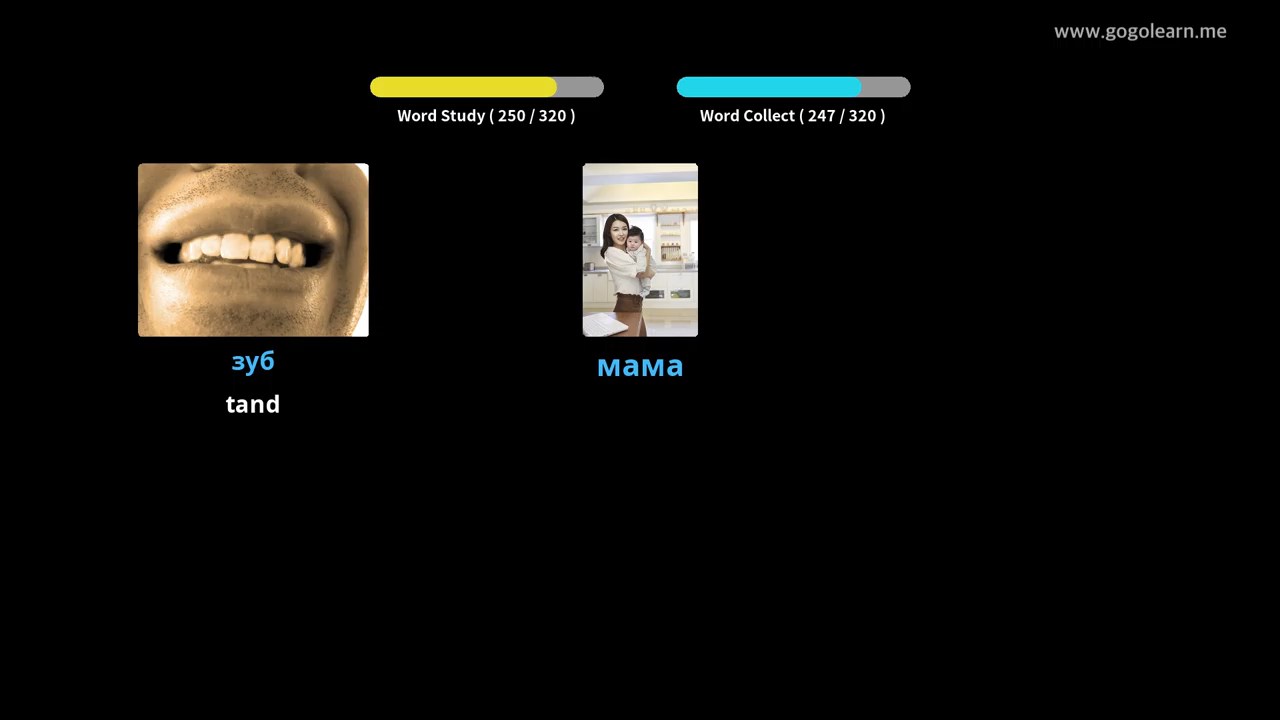 www.gogolearn.me
Word Study ( 250 / 320 )
Word Collect ( 247 / 320 )
зуб
tand
мама